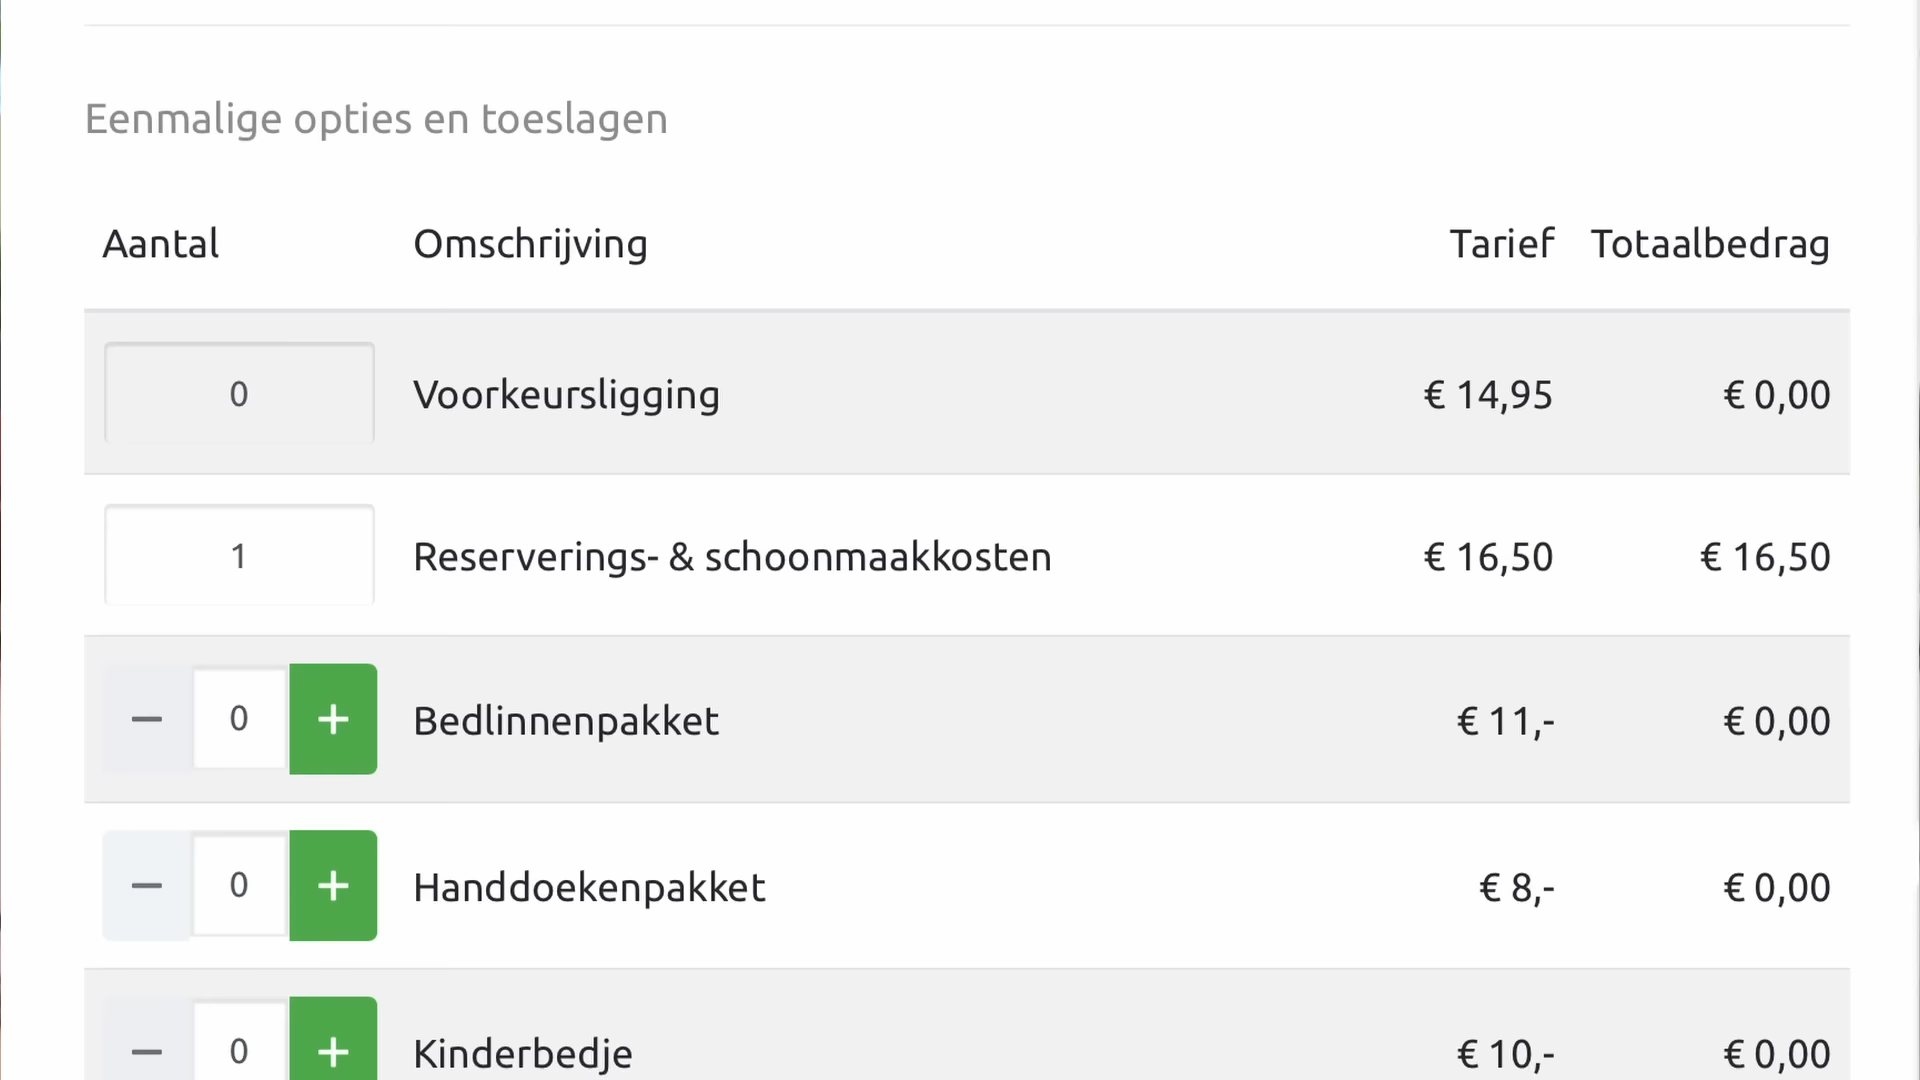 Eenmalige opties en toeslagen
Aantal Omschrijving Tarief Totaalbedrag
0 Voorkeursligging € 14,95 € 0,00
1 Reserverings- & schoonmaakkosten € 16,50 € 16,50
− 0 + Bedlinnenpakket € 11,- € 0,00
− 0 + Handdoekenpakket € 8,- € 0,00
− 0 + Kinderbedje € 10,- € 0,00